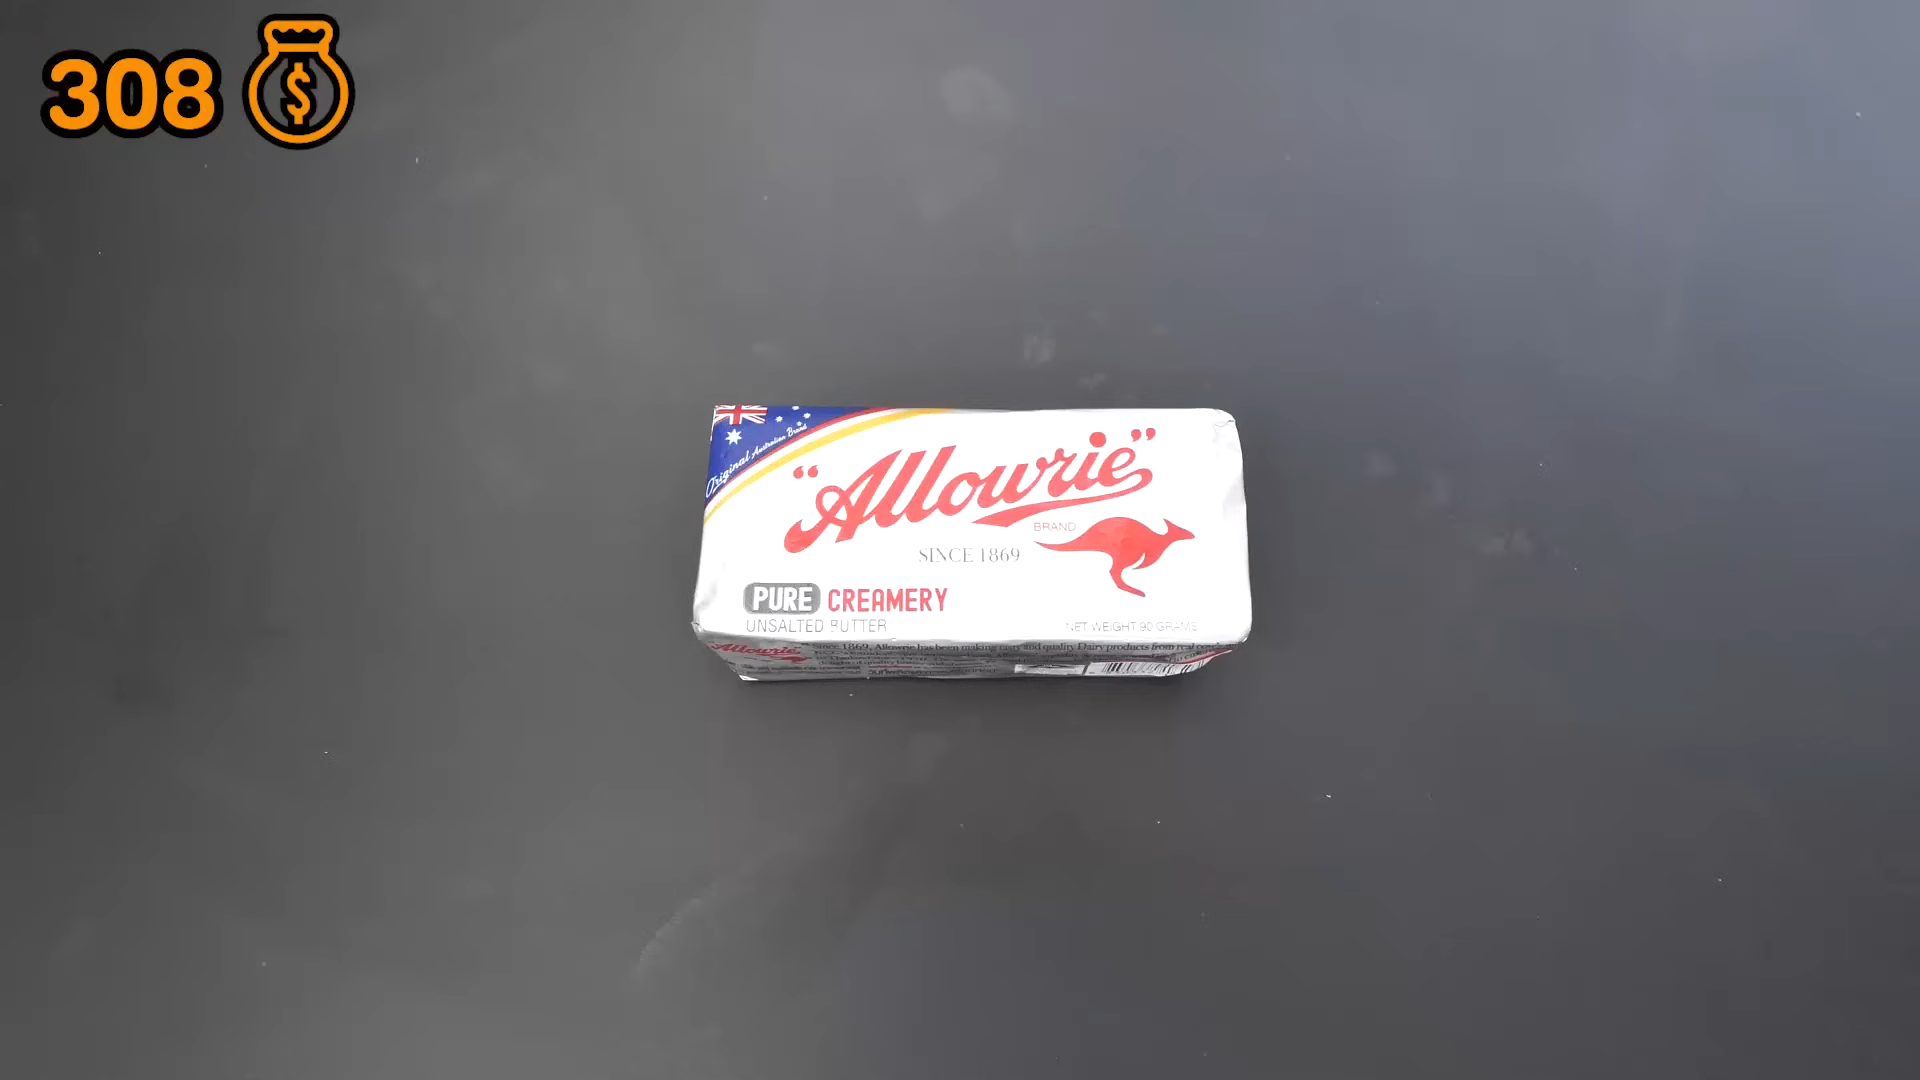 308
$
Original Australian Brand
"Allowrie"
BRAND
SINCE 1869
PURE CREAMERY
UNSALTED BUTTER
NET WEIGHT 90 GRAMS
Allowrie
Since 1869, Allowrie has been making tasty and quality Dairy products from real